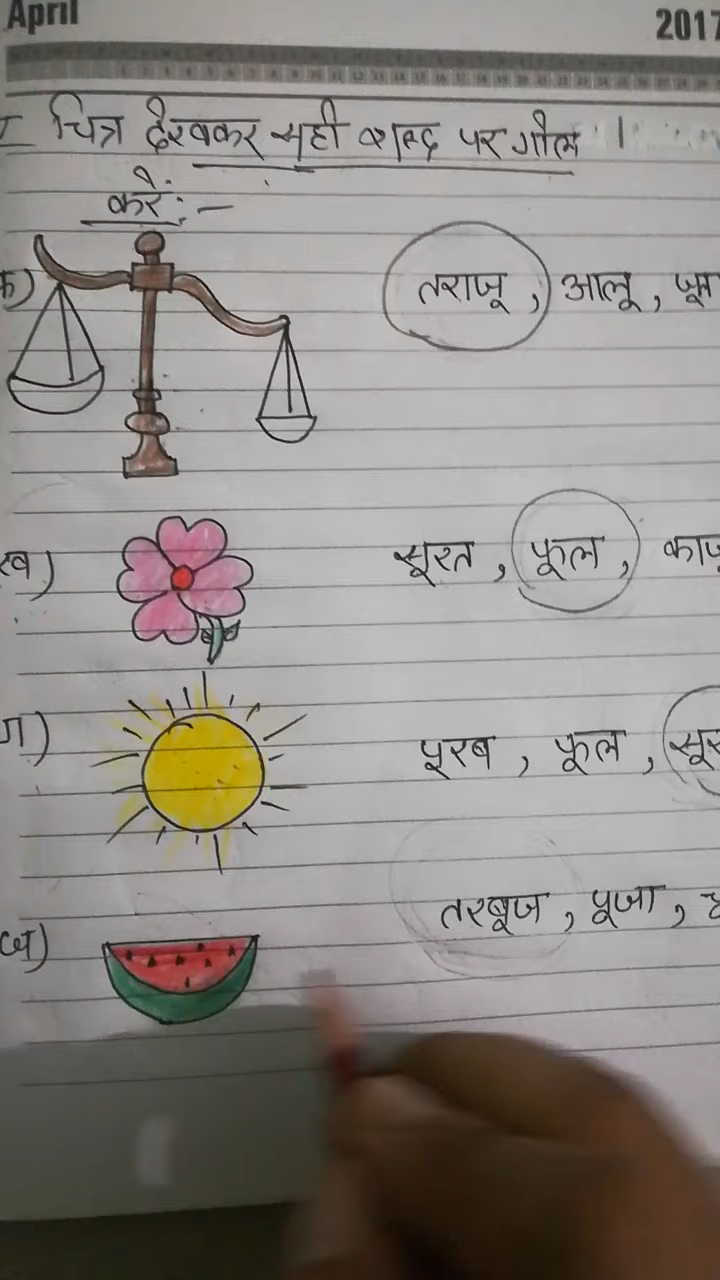 April 2017
I चित्र देखकर सही शब्द पर गोल
करें:-
क) तराजू , आलू ,
ख) सूरत , फूल ,
ग) पूरब , फूल ,
घ) तरबूज , पूजा ,